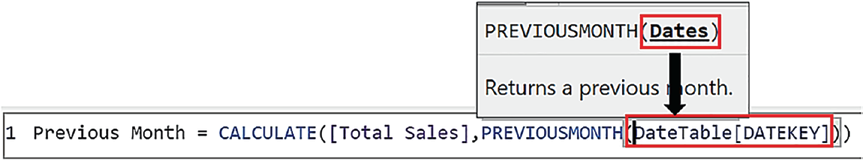 PREVIOUSMONTH(Dates)
Returns a previous month.
1 Previous Month = CALCULATE([Total Sales],PREVIOUSMONTH(DateTable[DATEKEY]))